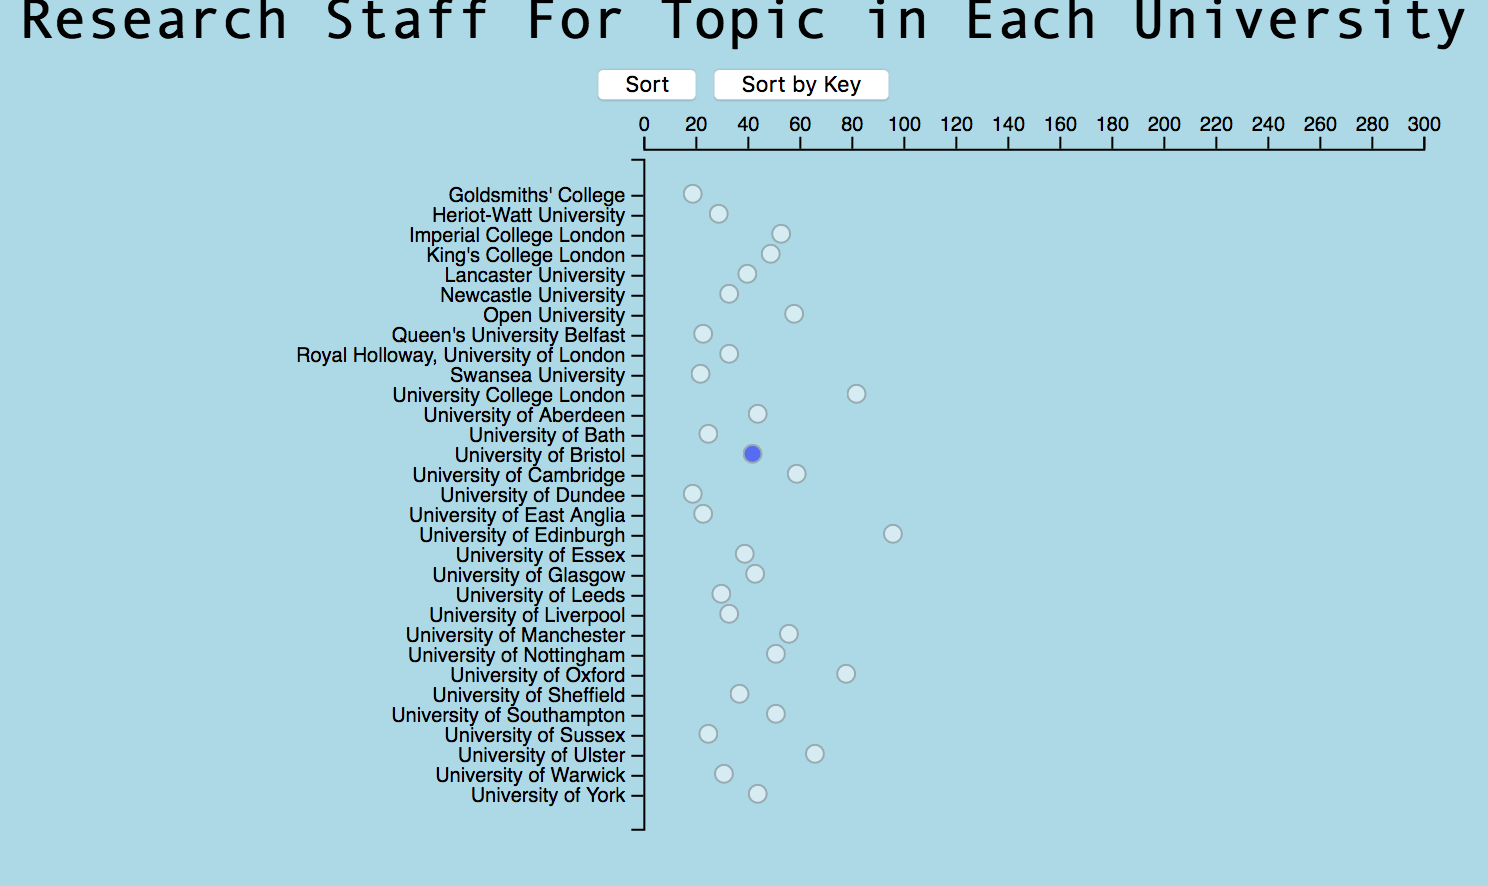 Research Staff For Topic in Each University
Sort Sort by Key
0 20 40 60 80 100 120 140 160 180 200 220 240 260 280 300
Goldsmiths' College
Heriot-Watt University
Imperial College London
King's College London
Lancaster University
Newcastle University
Open University
Queen's University Belfast
Royal Holloway, University of London
Swansea University
University College London
University of Aberdeen
University of Bath
University of Bristol
University of Cambridge
University of Dundee
University of East Anglia
University of Edinburgh
University of Essex
University of Glasgow
University of Leeds
University of Liverpool
University of Manchester
University of Nottingham
University of Oxford
University of Sheffield
University of Southampton
University of Sussex
University of Ulster
University of Warwick
University of York